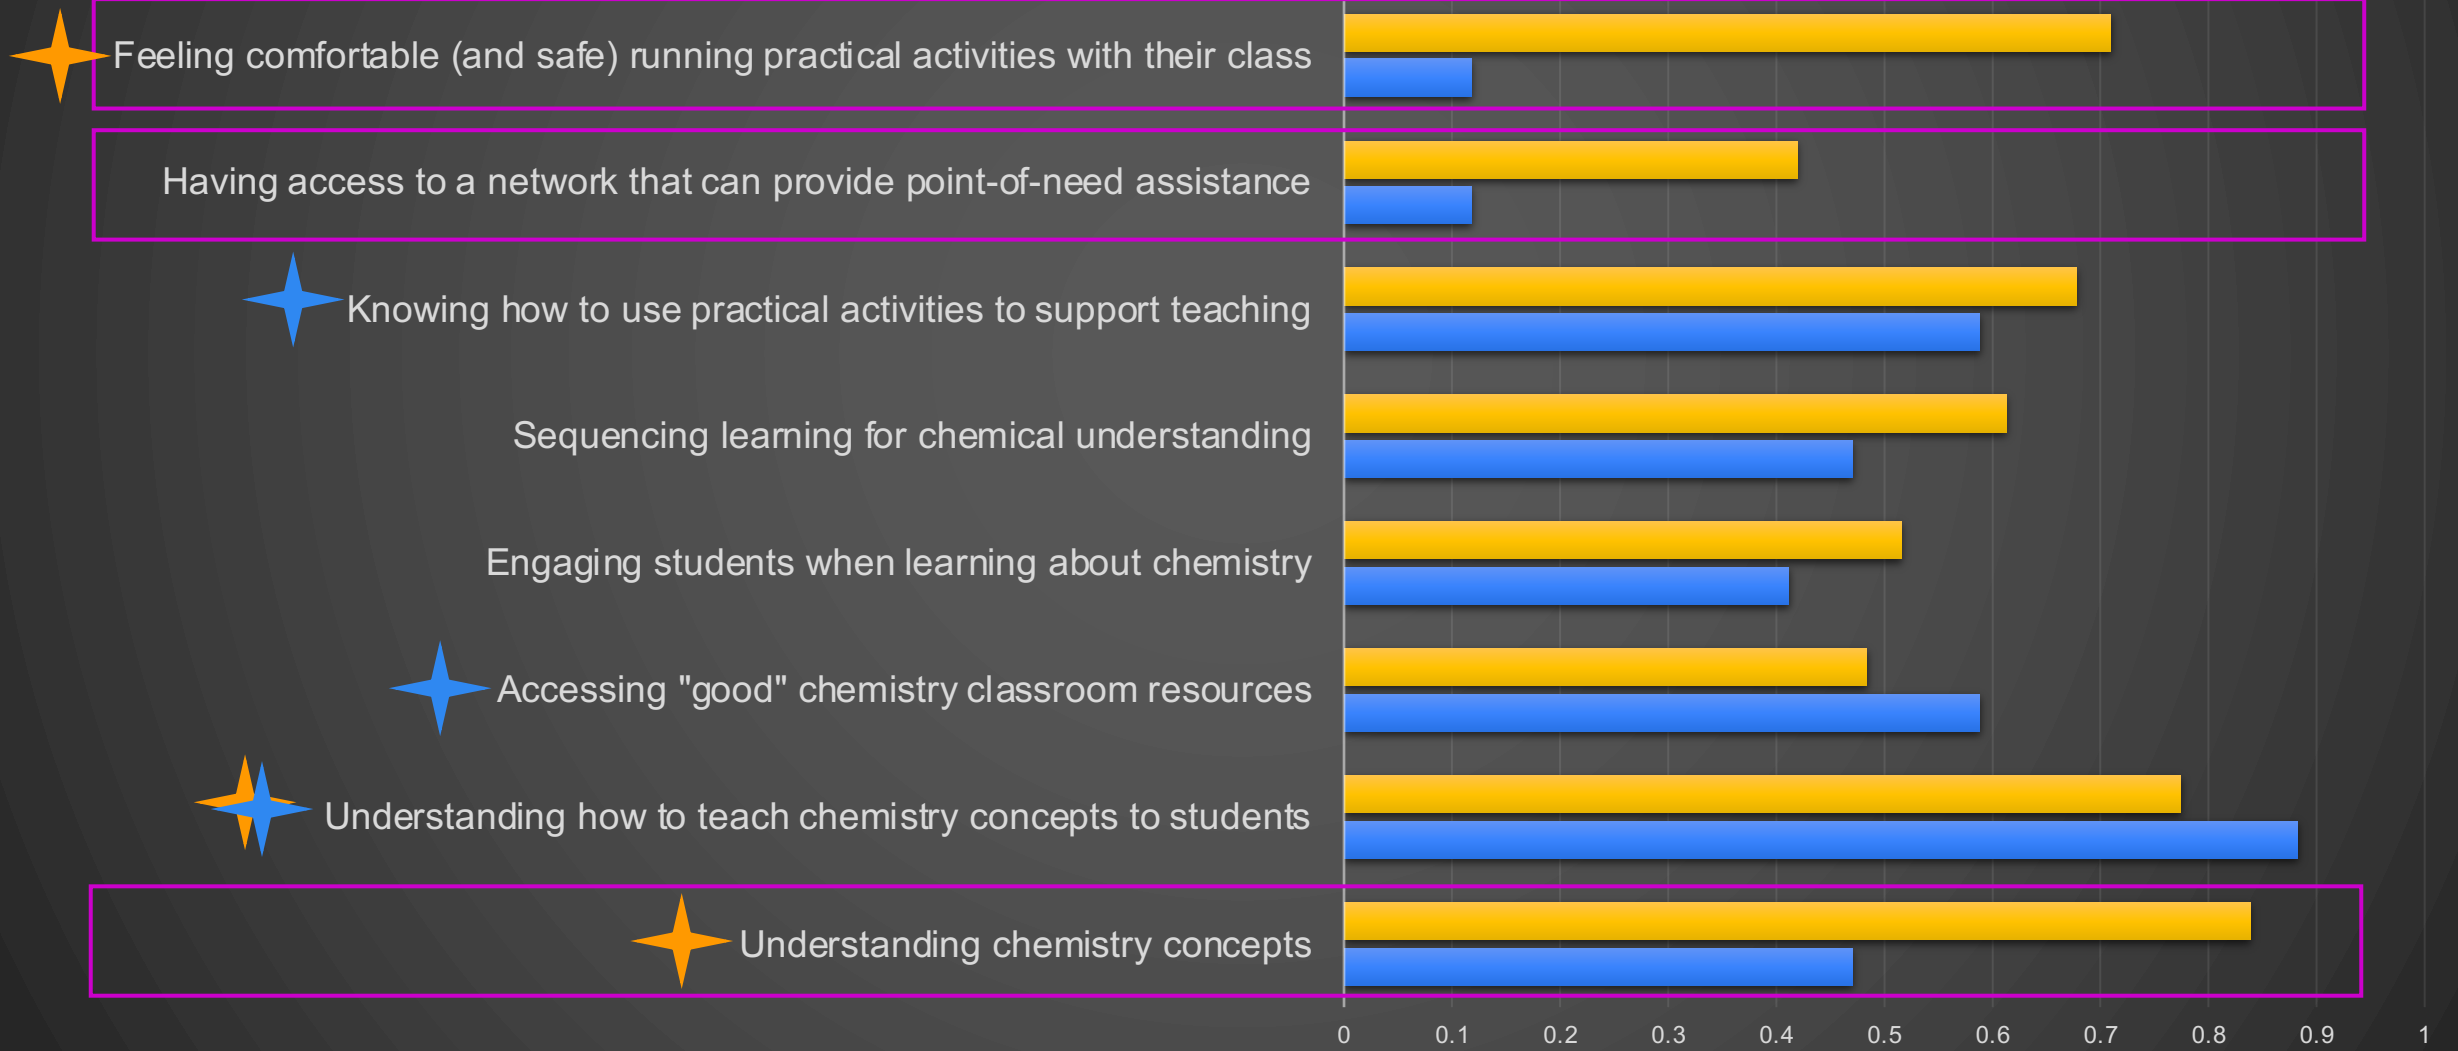 Feeling comfortable (and safe) running practical activities with their class
Having access to a network that can provide point-of-need assistance
Knowing how to use practical activities to support teaching
Sequencing learning for chemical understanding
Engaging students when learning about chemistry
Accessing "good" chemistry classroom resources
Understanding how to teach chemistry concepts to students
Understanding chemistry concepts
0 0.1 0.2 0.3 0.4 0.5 0.6 0.7 0.8 0.9 1